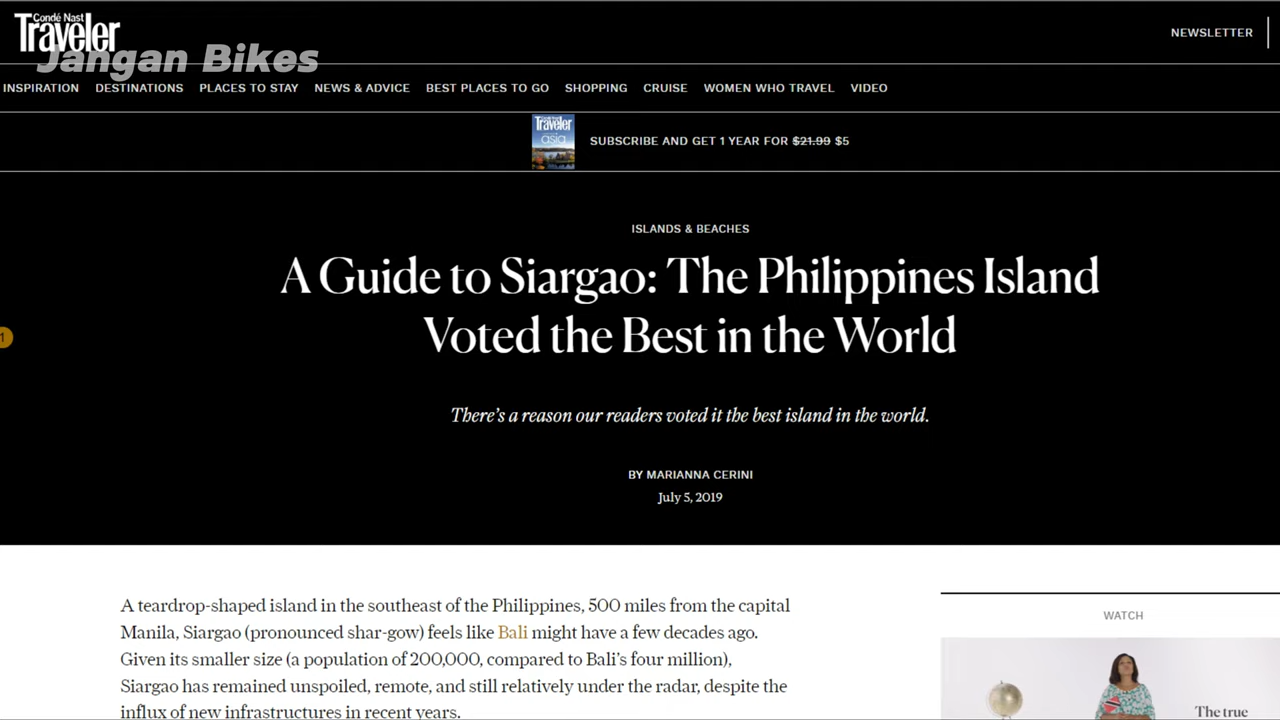 Condé Nast
Traveler
Jangan Bikes
NEWSLETTER
INSPIRATION DESTINATIONS PLACES TO STAY NEWS & ADVICE BEST PLACES TO GO SHOPPING CRUISE WOMEN WHO TRAVEL VIDEO
Traveler
asia
SUBSCRIBE AND GET 1 YEAR FOR $21.99 $5
ISLANDS & BEACHES
A Guide to Siargao: The Philippines Island
Voted the Best in the World
1
There's a reason our readers voted it the best island in the world.
BY MARIANNA CERINI
July 5, 2019
A teardrop-shaped island in the southeast of the Philippines, 500 miles from the capital
Manila, Siargao (pronounced shar-gow) feels like Bali might have a few decades ago.
Given its smaller size (a population of 200,000, compared to Bali's four million),
Siargao has remained unspoiled, remote, and still relatively under the radar, despite the
influx of new infrastructures in recent years.
WATCH
The true